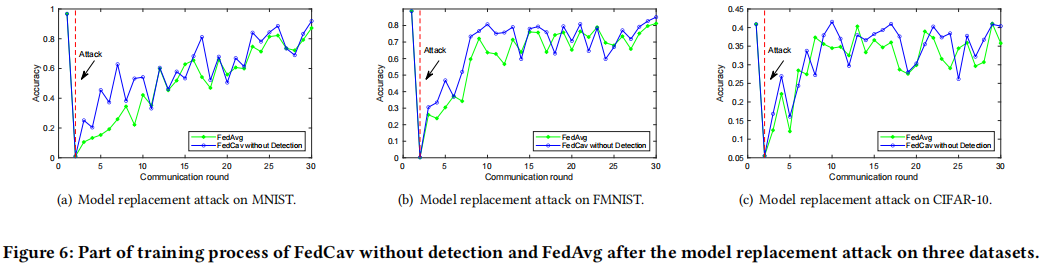 1
0.8
0.6
0.4
0.2
0
Accuracy
Attack
FedAvg
FedCav without Detection
0 5 10 15 20 25 30
Communication round
(a) Model replacement attack on MNIST.
0.8
0.7
0.6
0.5
0.4
0.3
0.2
0.1
0
Accuracy
Attack
FedAvg
FedCav without Detection
0 5 10 15 20 25 30
Communication round
(b) Model replacement attack on FMNIST.
0.45
0.4
0.35
0.3
0.25
0.2
0.15
0.1
0.05
Accuracy
Attack
FedAvg
FedCav without Detection
0 5 10 15 20 25 30
Communication round
(c) Model replacement attack on CIFAR-10.
Figure 6: Part of training process of FedCav without detection and FedAvg after the model replacement attack on three datasets.